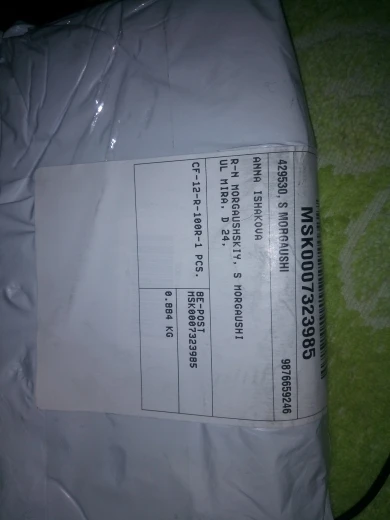 MSK0007323985
429530, S MORGAUSHI 9876659246
ANNA ISHAKOVA
R-N MORGAUSHSKIY, S MORGAUSHI
UL MIRA, D 24,
CF-12-R-100R-1 PCS.
BE-POST
MSK0007323985
0.884 KG